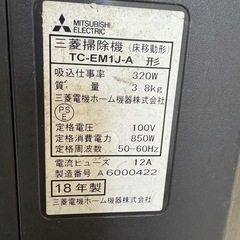 MITSUBISHI
ELECTRIC
三菱掃除機(床移動形)
TC-EM1J-A 形
吸込仕事率 320W
質量 3.8kg
三菱電機ホーム機器株式会社
PS
E
定格電圧 100V
定格消費電力 850W
定格周波数 50-60Hz
電流ヒューズ 12A
製造番号 A6000422
18年製
三菱電機ホーム機器株式会社